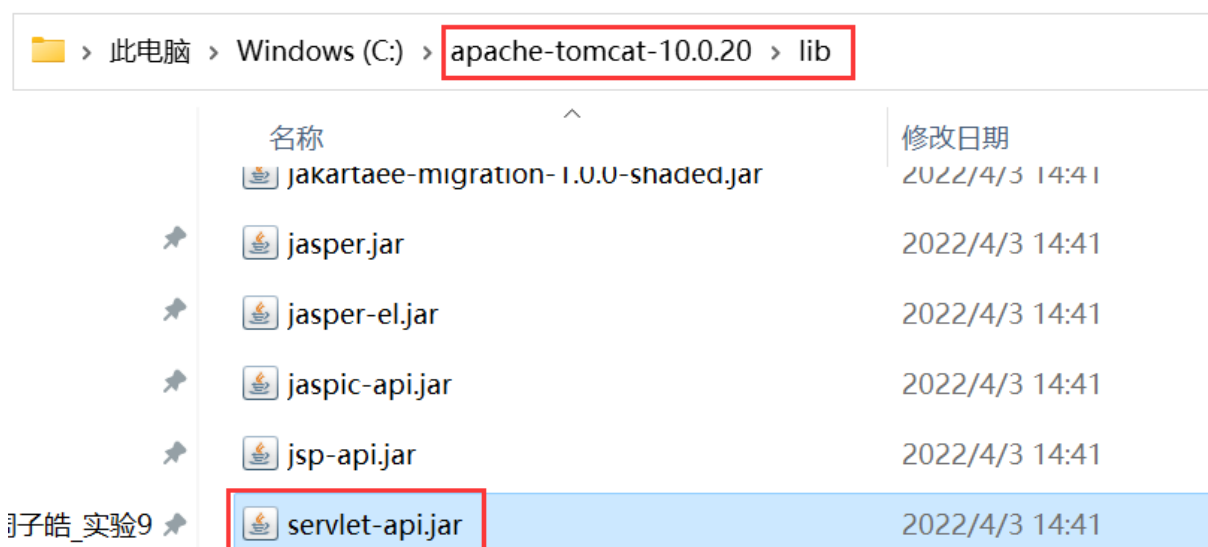 此电脑 > Windows (C:) > apache-tomcat-10.0.20 > lib
名称 修改日期
jakartaee-migration-1.0.0-shaded.jar 2022/4/3 14:41
jasper.jar 2022/4/3 14:41
jasper-el.jar 2022/4/3 14:41
jaspic-api.jar 2022/4/3 14:41
jsp-api.jar 2022/4/3 14:41
子皓_实验9 servlet-api.jar 2022/4/3 14:41